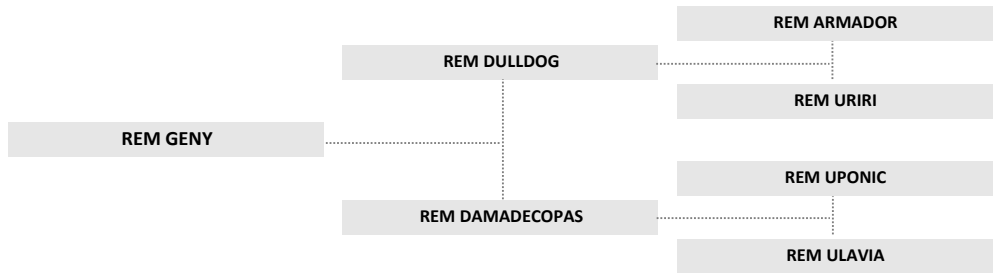 REM ARMADOR
REM DULLDOG
REM URIRI
REM GENY
REM UPONIC
REM DAMADECOPAS
REM ULAVIA